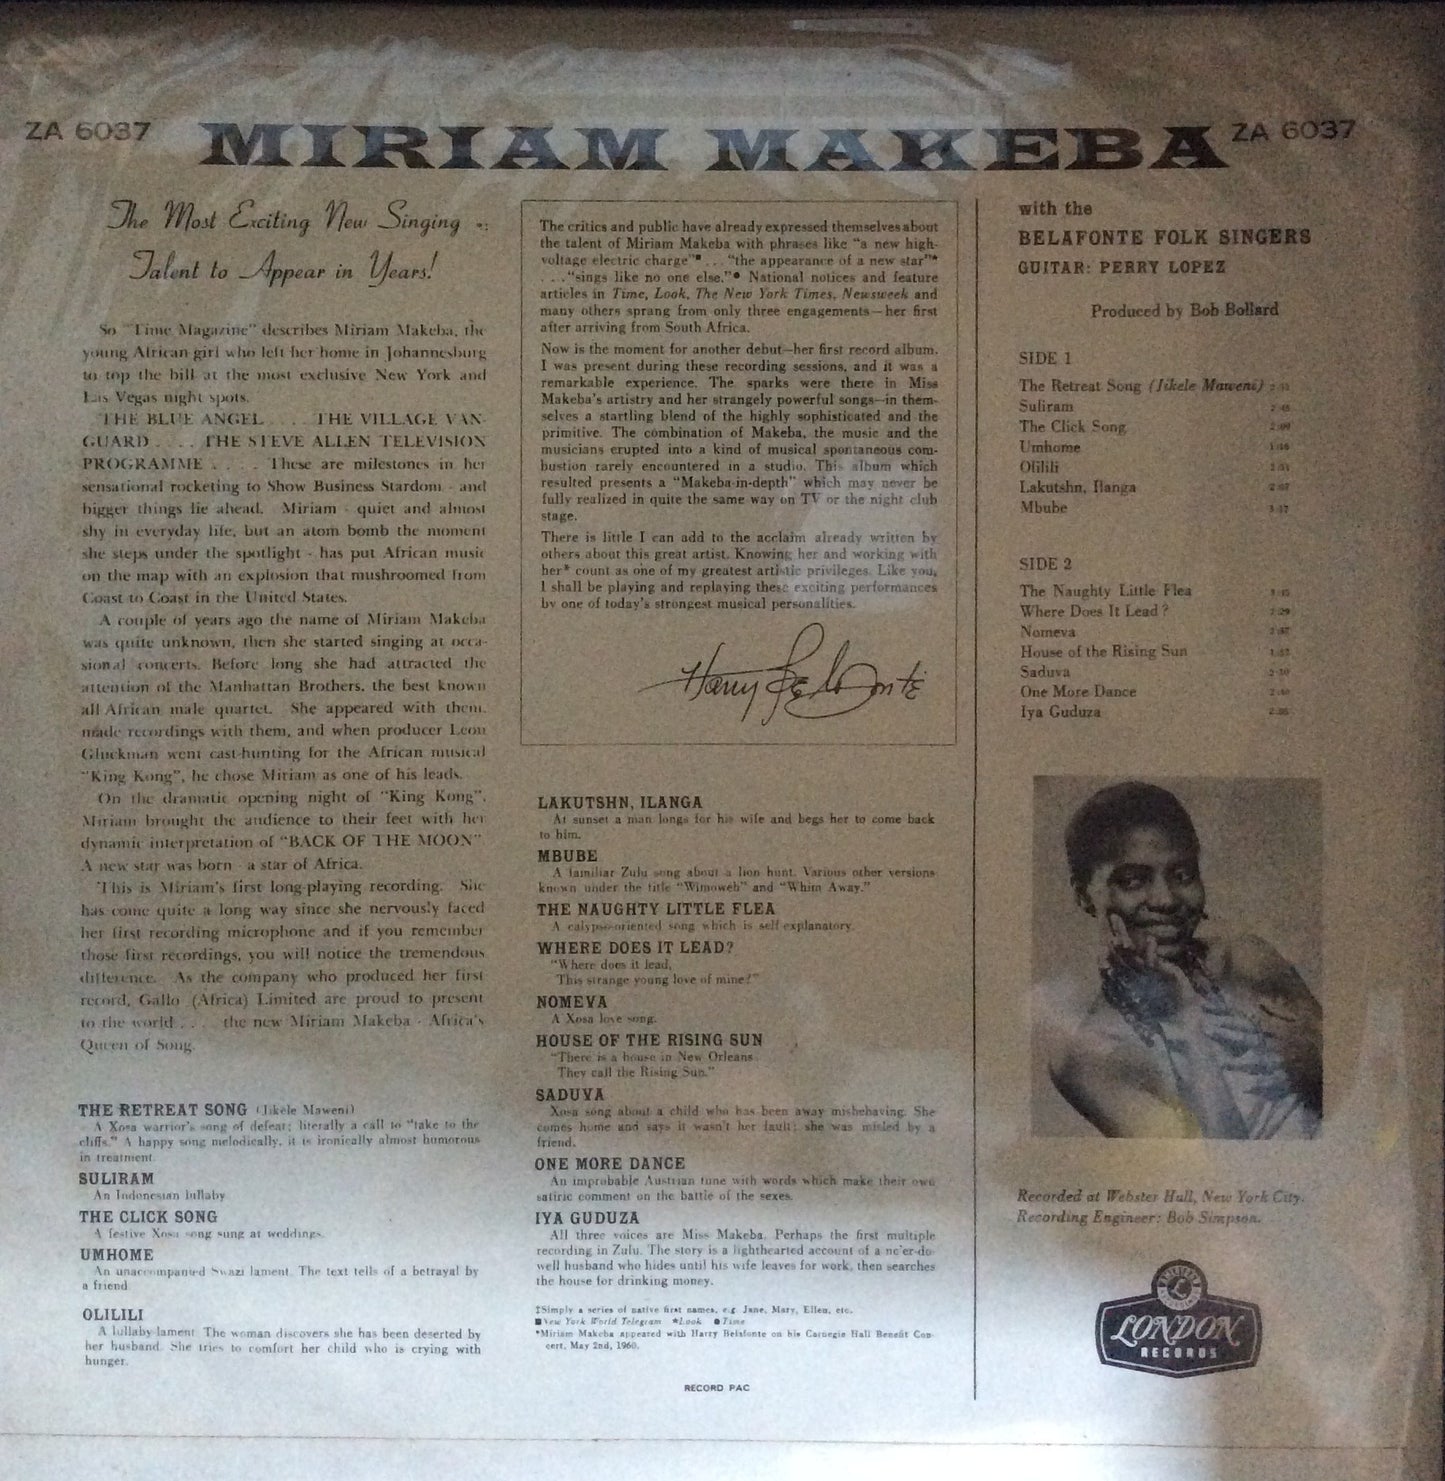 ZA 6037 MIRIAM MAKEBA ZA 6037
The Most Exciting New Singing
Talent to Appear in Years!
So "Time Magazine" describes Miriam Makeba, the
young African girl who left her home in Johannesburg
to top the bill at the most exclusive New York and
Las Vegas night spots.
THE BLUE ANGEL .... THE VILLAGE VAN-
GUARD .... THE STEVE ALLEN TELEVISION
PROGRAMME .... These are milestones in her
sensational rocketing to Show Business Stardom - and
bigger things lie ahead. Miriam - quiet and almost
shy in everyday life, but an atom bomb the moment
she steps under the spotlight - has put African music
on the map with an explosion that mushroomed from
Coast to Coast in the United States.
A couple of years ago the name of Miriam Makeba
was quite unknown, then she started singing at occa-
sional concerts. Before long she had attracted the
attention of the Manhattan Brothers, the best known
all-African male quartet. She appeared with them,
made recordings with them, and when producer Leon
Gluckman went cast-hunting for the African musical
"King Kong", he chose Miriam as one of his leads.
On the dramatic opening night of "King Kong",
Miriam brought the audience to their feet with her
dynamic interpretation of "BACK OF THE MOON"
A new star was born - a star of Africa.
This is Miriam's first long-playing recording. She
has come quite a long way since she nervously faced
her first recording microphone and if you remember
those first recordings, you will notice the tremendous
difference. As the company who produced her first
record, Gallo (Africa) Limited are proud to present
to the world .... the new Miriam Makeba - Africa's
Queen of Song.
THE RETREAT SONG (Jikele Maweni)
A Xosa warrior's song of defeat; literally a call to "take to the
cliffs." A happy song melodically, it is ironically almost humorous
in treatment.
SULIRAM
An Indonesian lullaby
THE CLICK SONG
A festive Xosa song sung at weddings.
UMHOME
An unaccompanied Swazi lament. The text tells of a betrayal by
a friend
OLILILI
A lullaby-lament The woman discovers she has been deserted by
her husband. She tries to comfort her child who is crying with
hunger.
The critics and public have already expressed themselves about
the talent of Miriam Makeba with phrases like "a new high-
voltage electric charge"■ . . . "the appearance of a new star"★
. . . "sings like no one else."● National notices and feature
articles in Time, Look, The New York Times, Newsweek and
many others sprang from only three engagements—her first
after arriving from South Africa.
Now is the moment for another debut—her first record album.
I was present during these recording sessions, and it was a
remarkable experience. The sparks were there in Miss
Makeba's artistry and her strangely powerful songs—in them-
selves a startling blend of the highly sophisticated and the
primitive. The combination of Makeba, the music and the
musicians erupted into a kind of musical spontaneous com-
bustion rarely encountered in a studio. This album which
resulted presents a "Makeba-in-depth" which may never be
fully realized in quite the same way on TV or the night club
stage.
There is little I can add to the acclaim already written by
others about this great artist. Knowing her and working with
her* count as one of my greatest artistic privileges. Like you,
I shall be playing and replaying these exciting performances
by one of today's strongest musical personalities.
Harry Belafonte
LAKUTSHN, ILANGA
At sunset a man longs for his wife and begs her to come back
to him.
MBUBE
A familiar Zulu song about a lion hunt. Various other versions
known under the title "Wimoweh" and "Whim Away."
THE NAUGHTY LITTLE FLEA
A calypso-oriented song which is self explanatory.
WHERE DOES IT LEAD?
"Where does it lead,
This strange young love of mine?"
NOMEVA
A Xosa love song.
HOUSE OF THE RISING SUN
"There is a house in New Orleans
They call the Rising Sun."
SADUVA
Xosa song about a child who has been away misbehaving. She
comes home and says it wasn't her fault; she was misled by a
friend.
ONE MORE DANCE
An improbable Austrian tune with words which make their own
satiric comment on the battle of the sexes.
IYA GUDUZA
All three voices are Miss Makeba. Perhaps the first multiple
recording in Zulu. The story is a lighthearted account of a ne'er-do-
well husband who hides until his wife leaves for work, then searches
the house for drinking money.
‡Simply a series of native first names, e.g. Jane, Mary, Ellen, etc.
■New York World Telegram ★Look ●Time
*Miriam Makeba appeared with Harry Belafonte on his Carnegie Hall Benefit Con-
cert, May 2nd, 1960.
RECORD PAC
with the
BELAFONTE FOLK SINGERS
GUITAR: PERRY LOPEZ
Produced by Bob Bollard
SIDE 1
The Retreat Song (Jikele Maweni)
Suliram
The Click Song
Umhome
Olilili
Lakutshn, Ilanga
Mbube
SIDE 2
The Naughty Little Flea
Where Does It Lead?
Nomeva
House of the Rising Sun
Saduva
One More Dance
Iya Guduza
Recorded at Webster Hall, New York City.
Recording Engineer: Bob Simpson.
LONDON
RECORDS